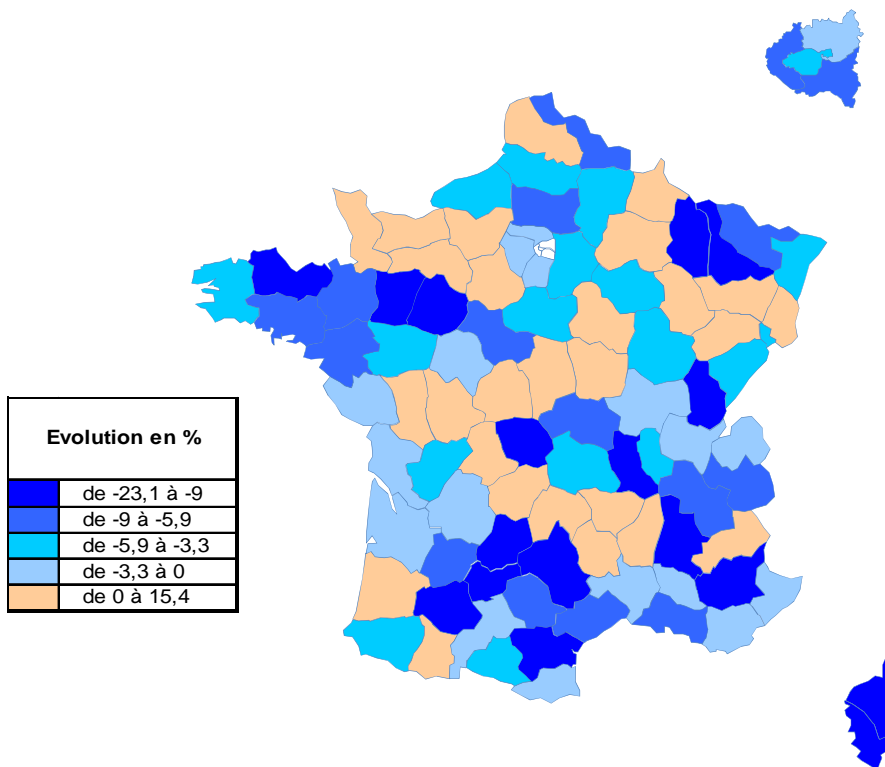 Evolution en %
de -23,1 à -9
de -9 à -5,9
de -5,9 à -3,3
de -3,3 à 0
de 0 à 15,4